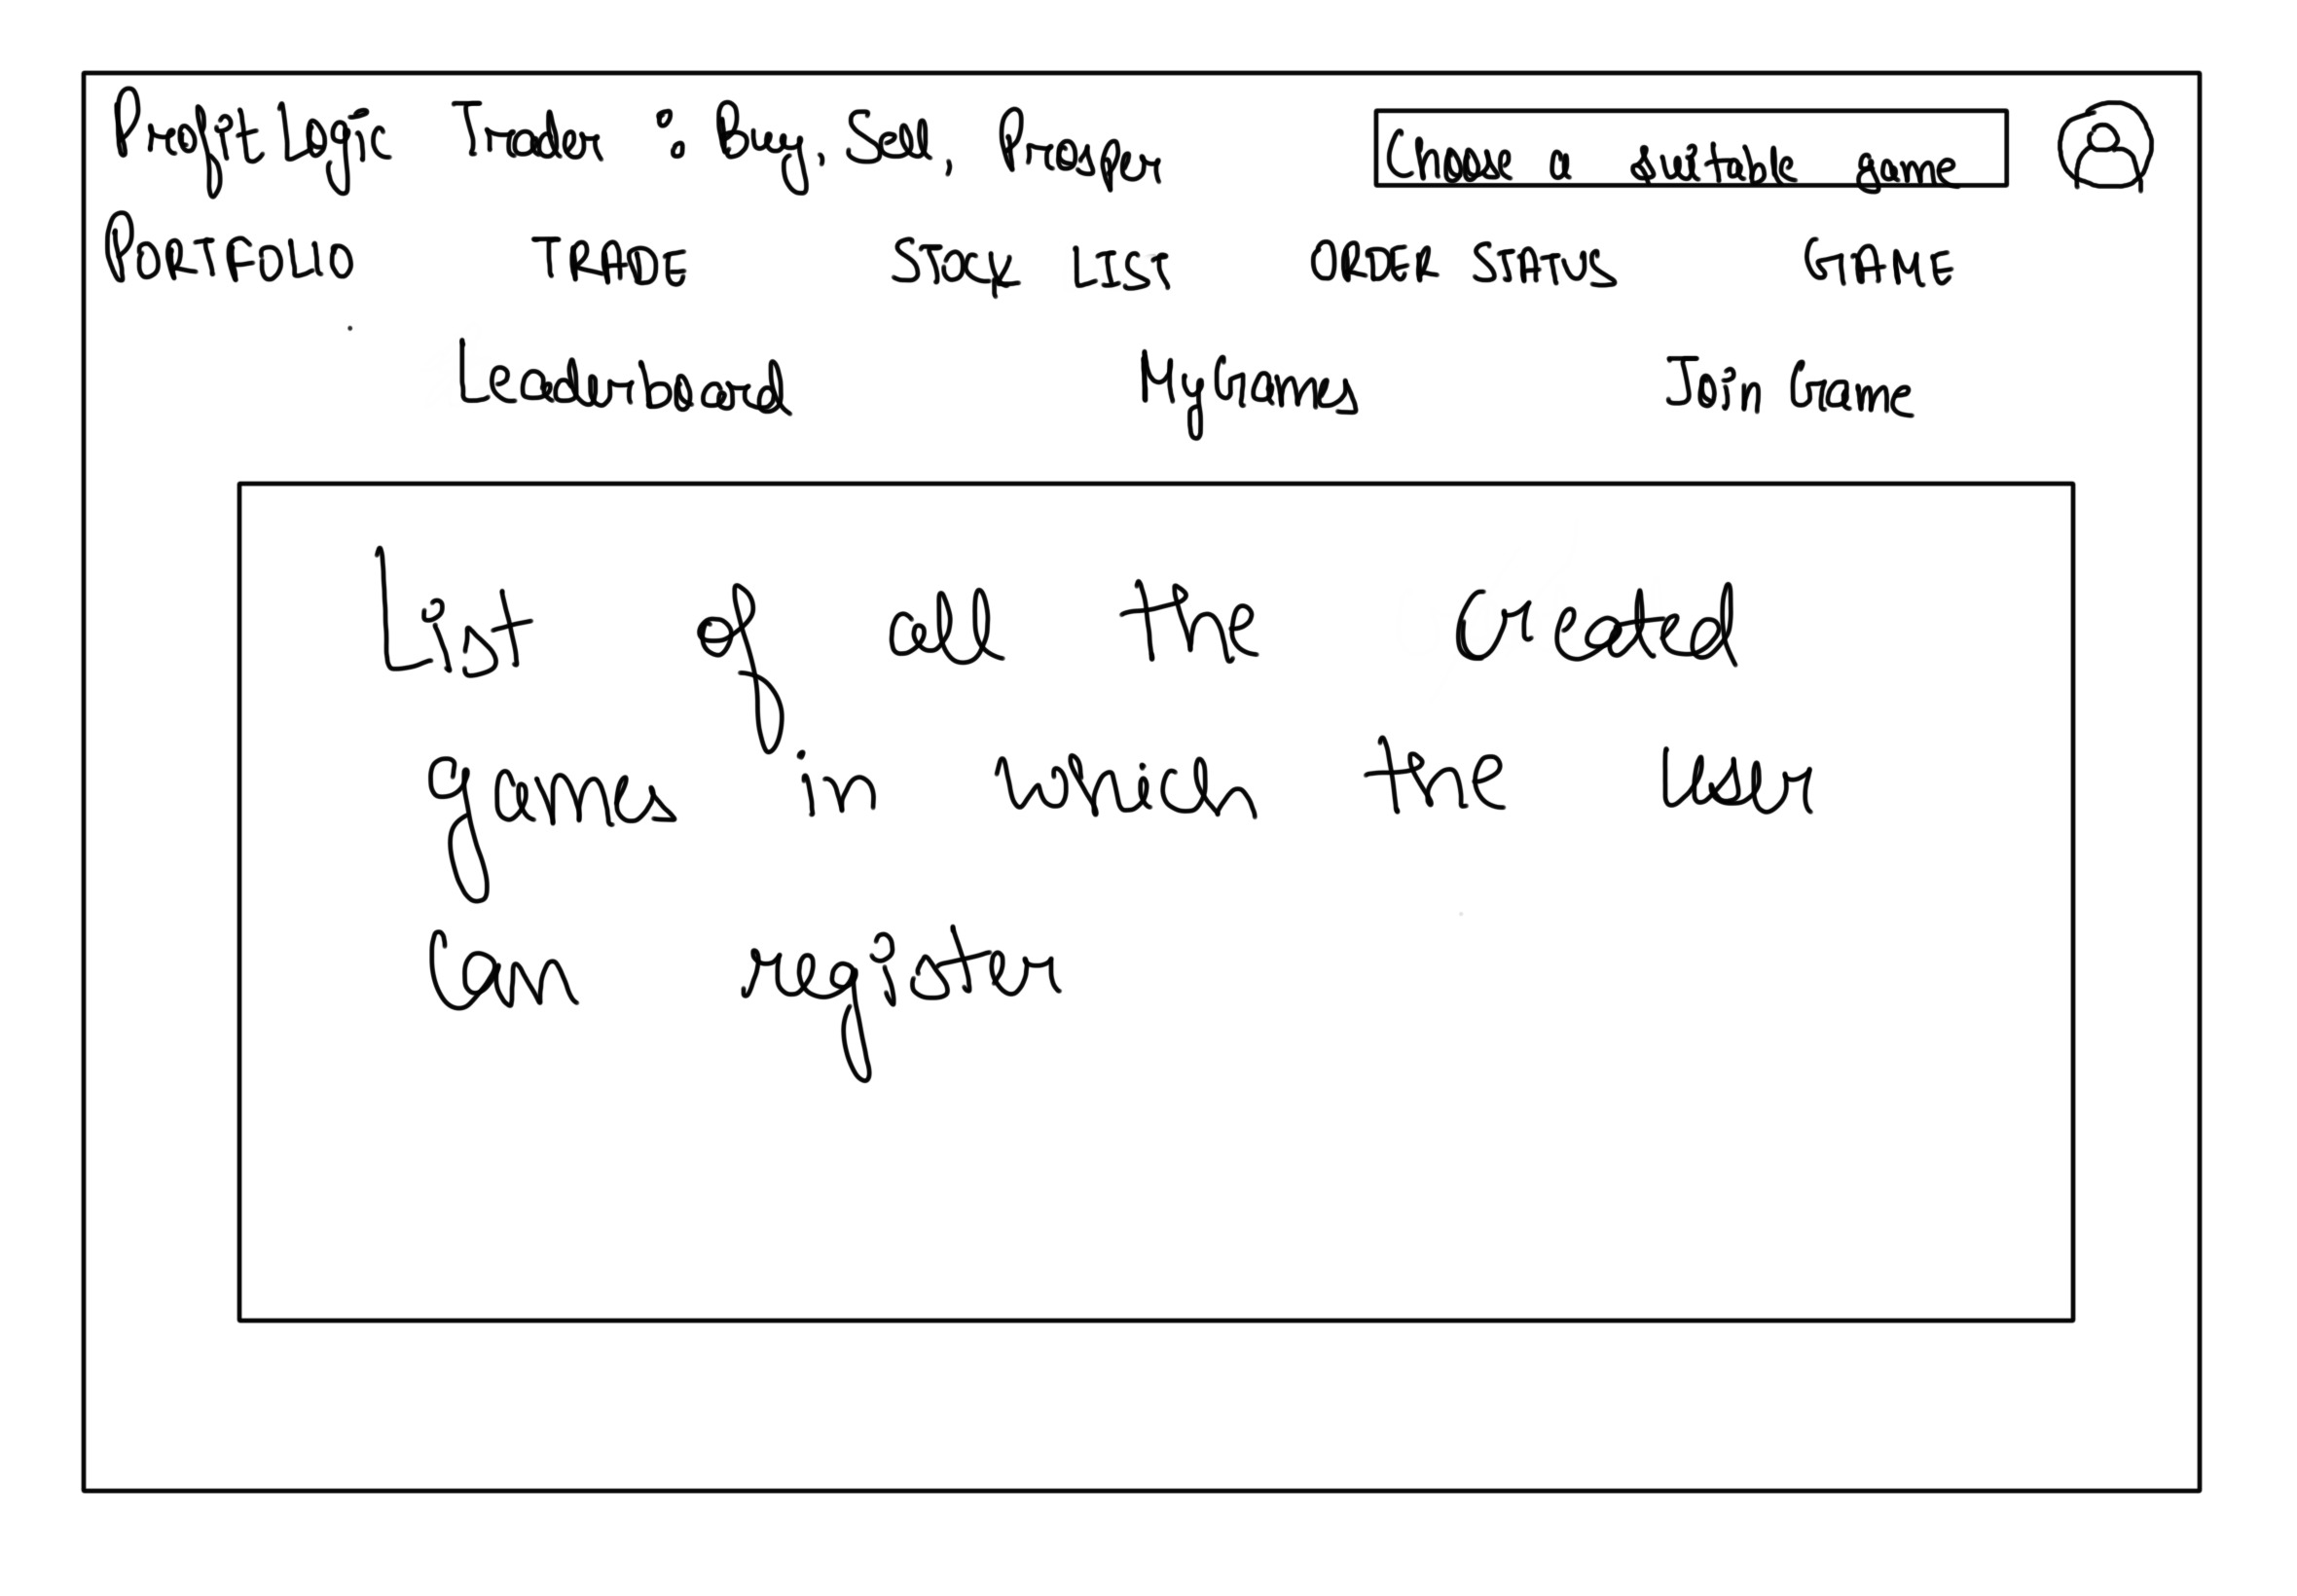 Profit Logic Trader : Buy, Sell, Prosper
Choose a suitable game
PORTFOLIO TRADE STOCK LIST ORDER STATUS GAME
Leaderboard MyGames Join Game
List of all the created
games in which the user
can register